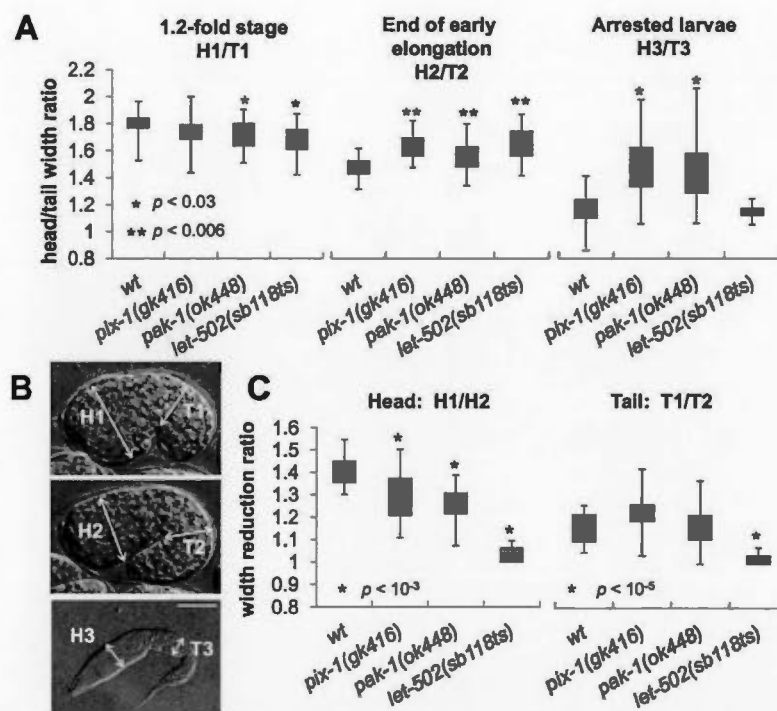 A
1.2-fold stage
H1/T1
End of early
elongation
H2/T2
Arrested larvae
H3/T3
head/tail width ratio
2.2
2
1.8
1.6
1.4
1.2
1
0.8
*
*
**
**
**
*
*
* p < 0.03
** p < 0.006
wt
pix-1(gk416)
pak-1(ok448)
let-502(sb118ts)
wt
pix-1(gk416)
pak-1(ok448)
let-502(sb118ts)
wt
pix-1(gk416)
pak-1(ok448)
let-502(sb118ts)
B
H1
T1
H2
T2
H3
T3
C
Head: H1/H2
Tail: T1/T2
width reduction ratio
1.6
1.5
1.4
1.3
1.2
1.1
1
0.9
0.8
*
*
*
*
* p < 10⁻³
* p < 10⁻⁵
wt
pix-1(gk416)
pak-1(ok448)
let-502(sb118ts)
wt
pix-1(gk416)
pak-1(ok448)
let-502(sb118ts)